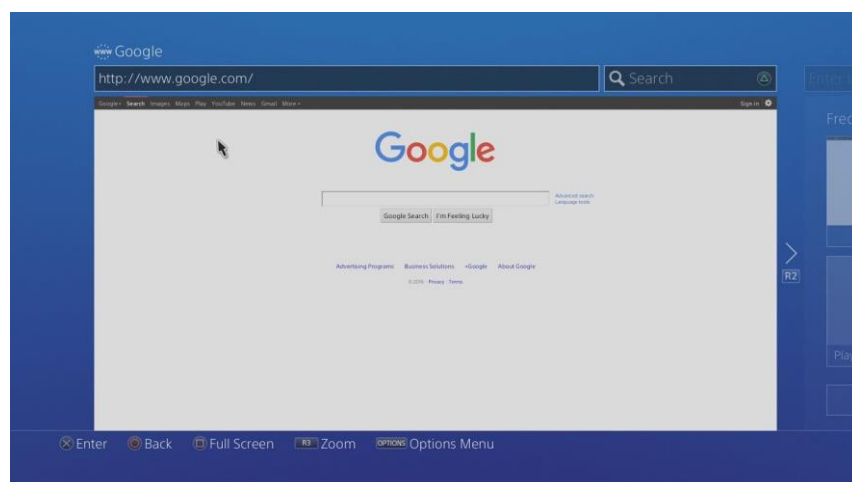 www Google
http://www.google.com/
Search
Google+ Search Images Maps Play YouTube News Gmail More
Sign in
Google
Advanced search
Language tools
Google Search I'm Feeling Lucky
Advertising Programs Business Solutions +Google About Google
© 2016 Privacy Terms
R2
Enter Back Full Screen R3 Zoom OPTIONS Options Menu